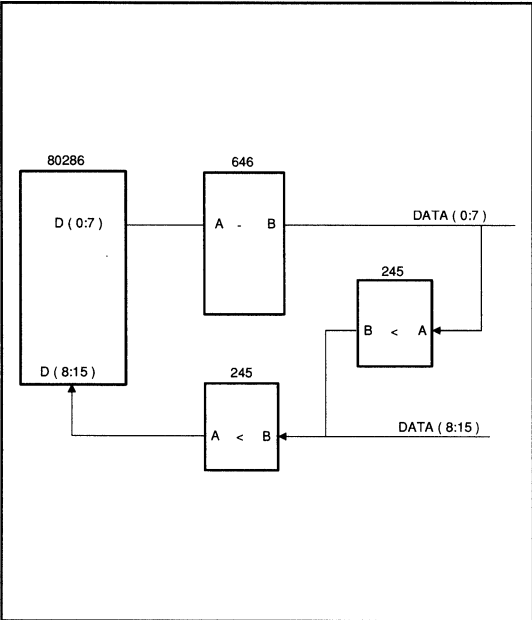 80286
646
D ( 0:7 )
A - B
DATA ( 0:7 )
245
B < A
D ( 8:15 )
245
A < B
DATA ( 8:15 )